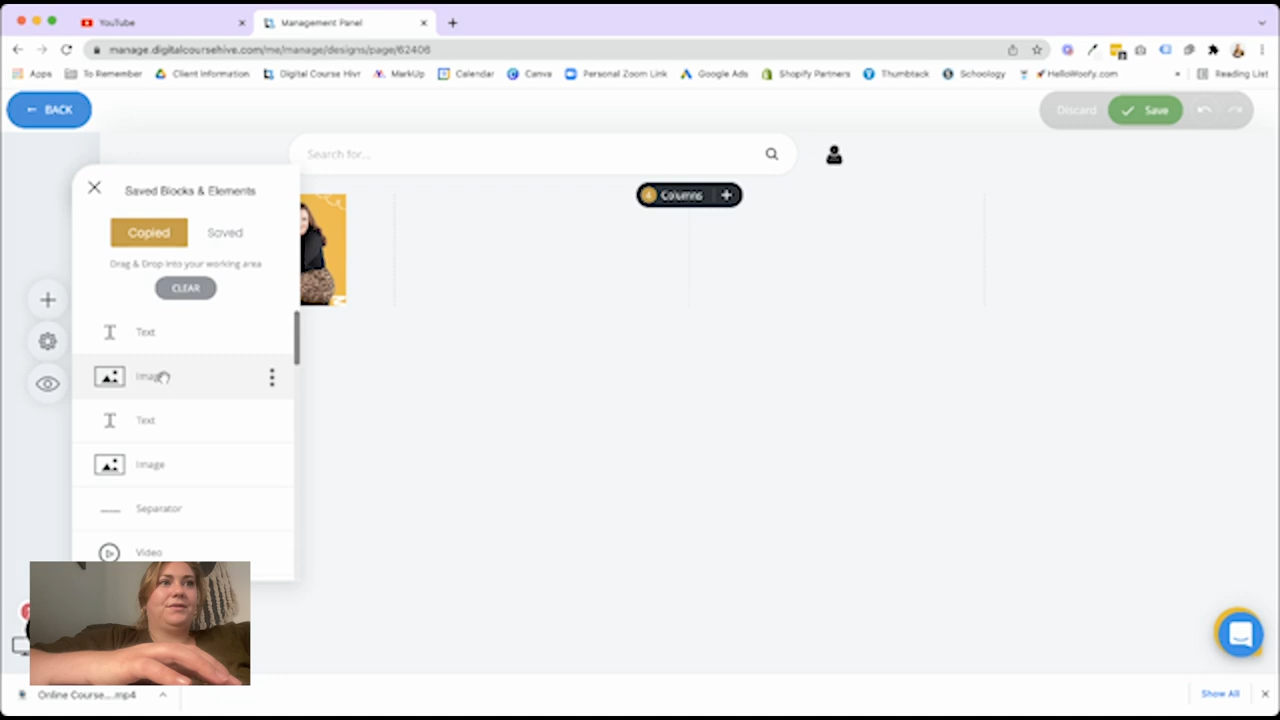 YouTube
Management Panel
manage.digitalcoursehive.com/me/manage/designs/page/62406
Apps To Remember Client Information Digital Course Hivr MarkUp Calendar Canva Personal Zoom Link Google Ads Shopify Partners Thumbtack Schoology HelloWoofy.com » Reading List
← BACK
Discard Save
Search for...
4 Columns +
Saved Blocks & Elements
Copied Saved
Drag & Drop into your working area
CLEAR
Text
Image
Text
Image
Separator
Video
Online Course....mp4
Show All